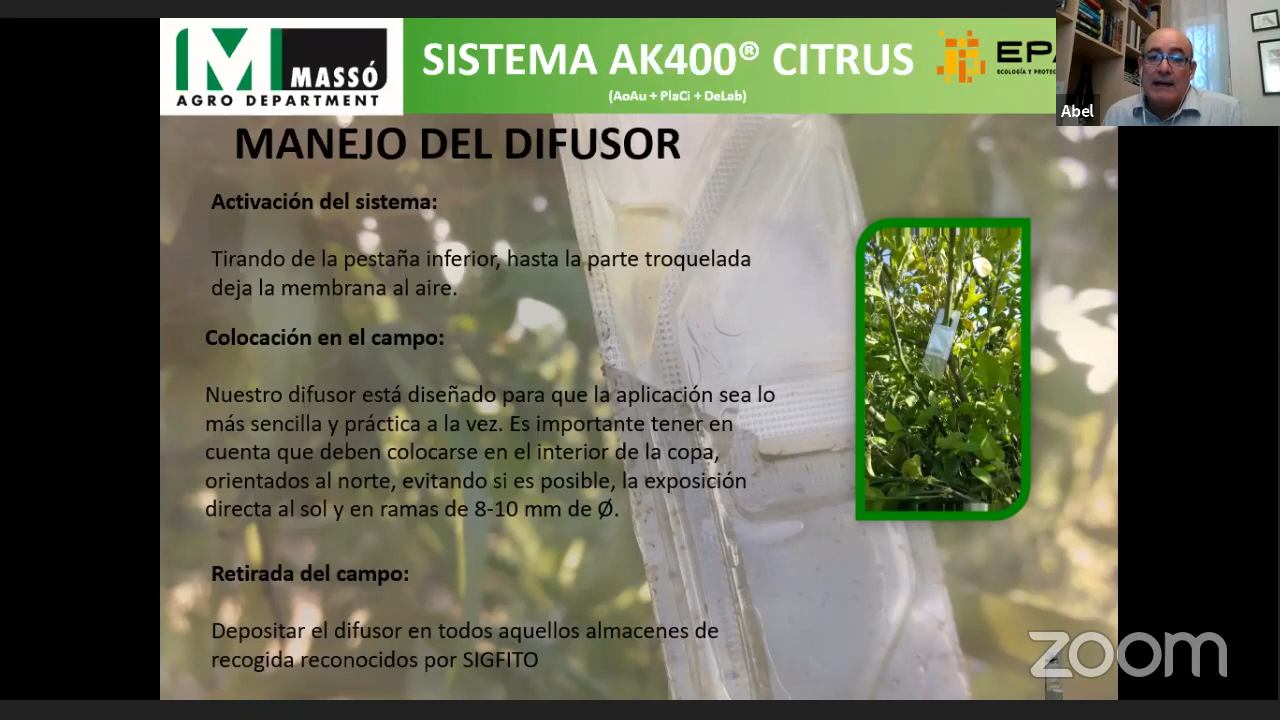 MASSÓ
AGRO DEPARTMENT
SISTEMA AK400® CITRUS
(AoAu + PlaCi + DeLab)
EPA
Abel
MANEJO DEL DIFUSOR
Activación del sistema:
Tirando de la pestaña inferior, hasta la parte troquelada
deja la membrana al aire.
Colocación en el campo:
Nuestro difusor está diseñado para que la aplicación sea lo
más sencilla y práctica a la vez. Es importante tener en
cuenta que deben colocarse en el interior de la copa,
orientados al norte, evitando si es posible, la exposición
directa al sol y en ramas de 8-10 mm de Ø.
Retirada del campo:
Depositar el difusor en todos aquellos almacenes de
recogida reconocidos por SIGFITO
zoom